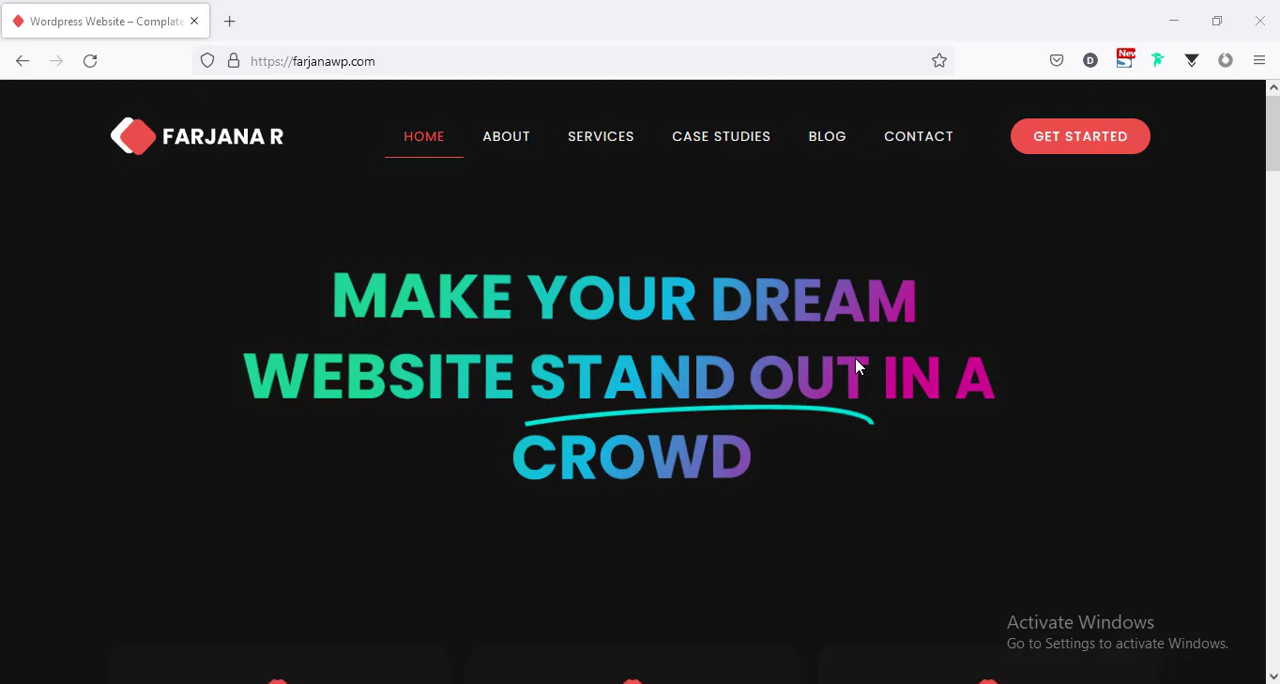 Wordpress Website – Complate
https://farjanawp.com
D
New
FARJANA R
HOME ABOUT SERVICES CASE STUDIES BLOG CONTACT GET STARTED
MAKE YOUR DREAM
WEBSITE STAND OUT IN A
CROWD
Activate Windows
Go to Settings to activate Windows.